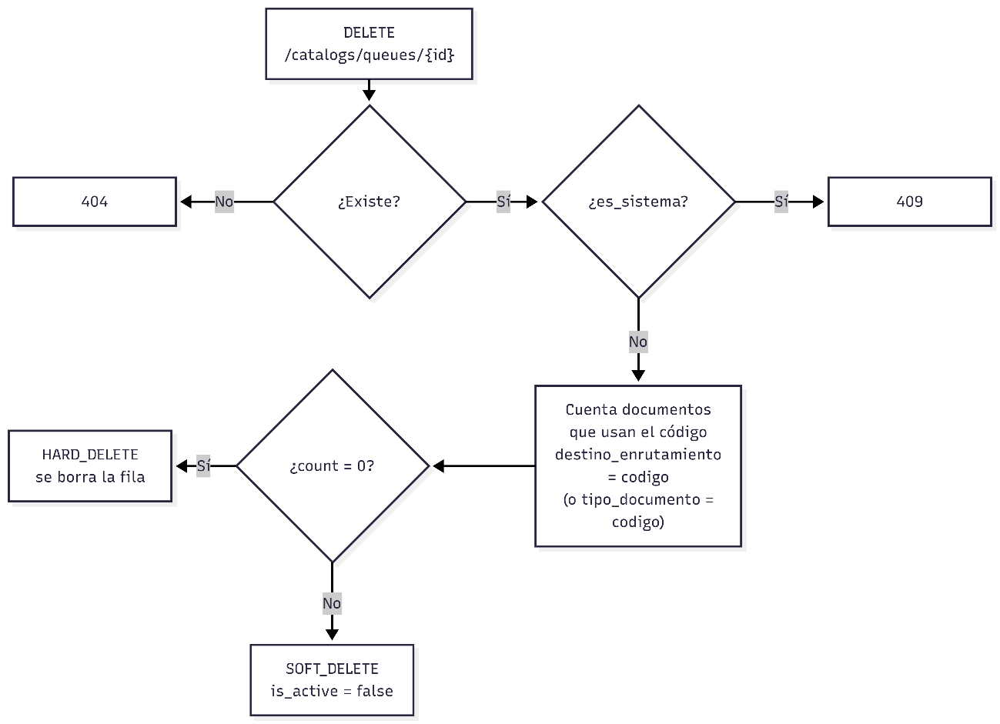 DELETE
/catalogs/queues/{id}
404
No
¿Existe?
Sí
¿es_sistema?
Sí
409
No
Cuenta documentos
que usan el código
destino_enrutamiento
= codigo
(o tipo_documento =
codigo)
¿count = 0?
Sí
HARD_DELETE
se borra la fila
No
SOFT_DELETE
is_active = false